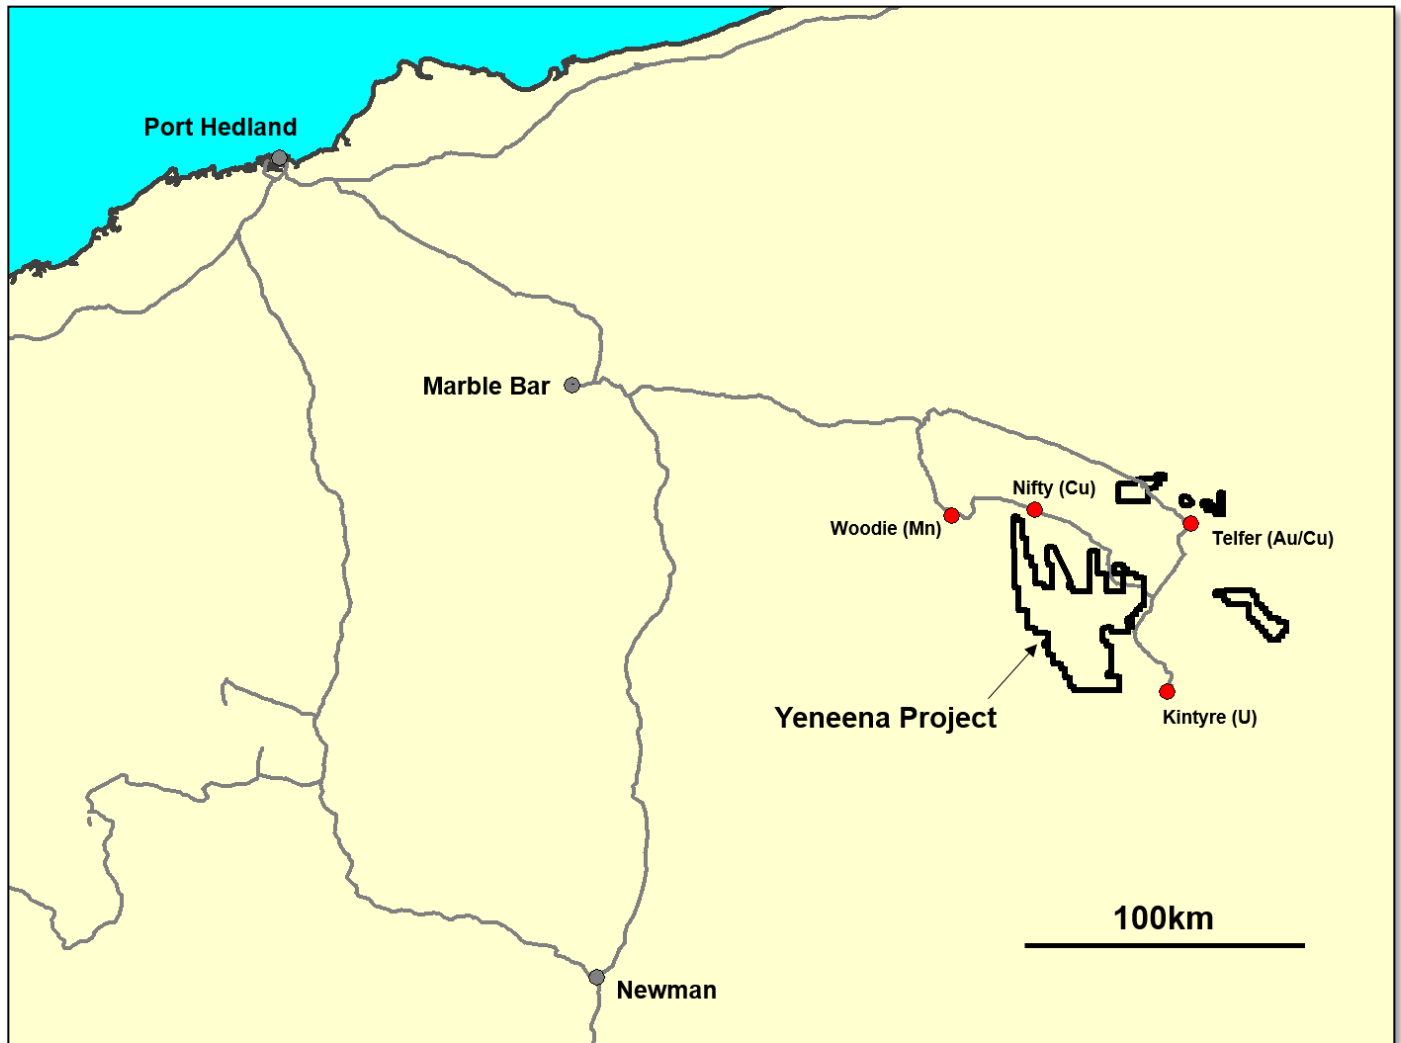 Port Hedland
Marble Bar
Nifty (Cu)
Woodie (Mn)
Telfer (Au/Cu)
Yeneena Project
Kintyre (U)
100km
Newman